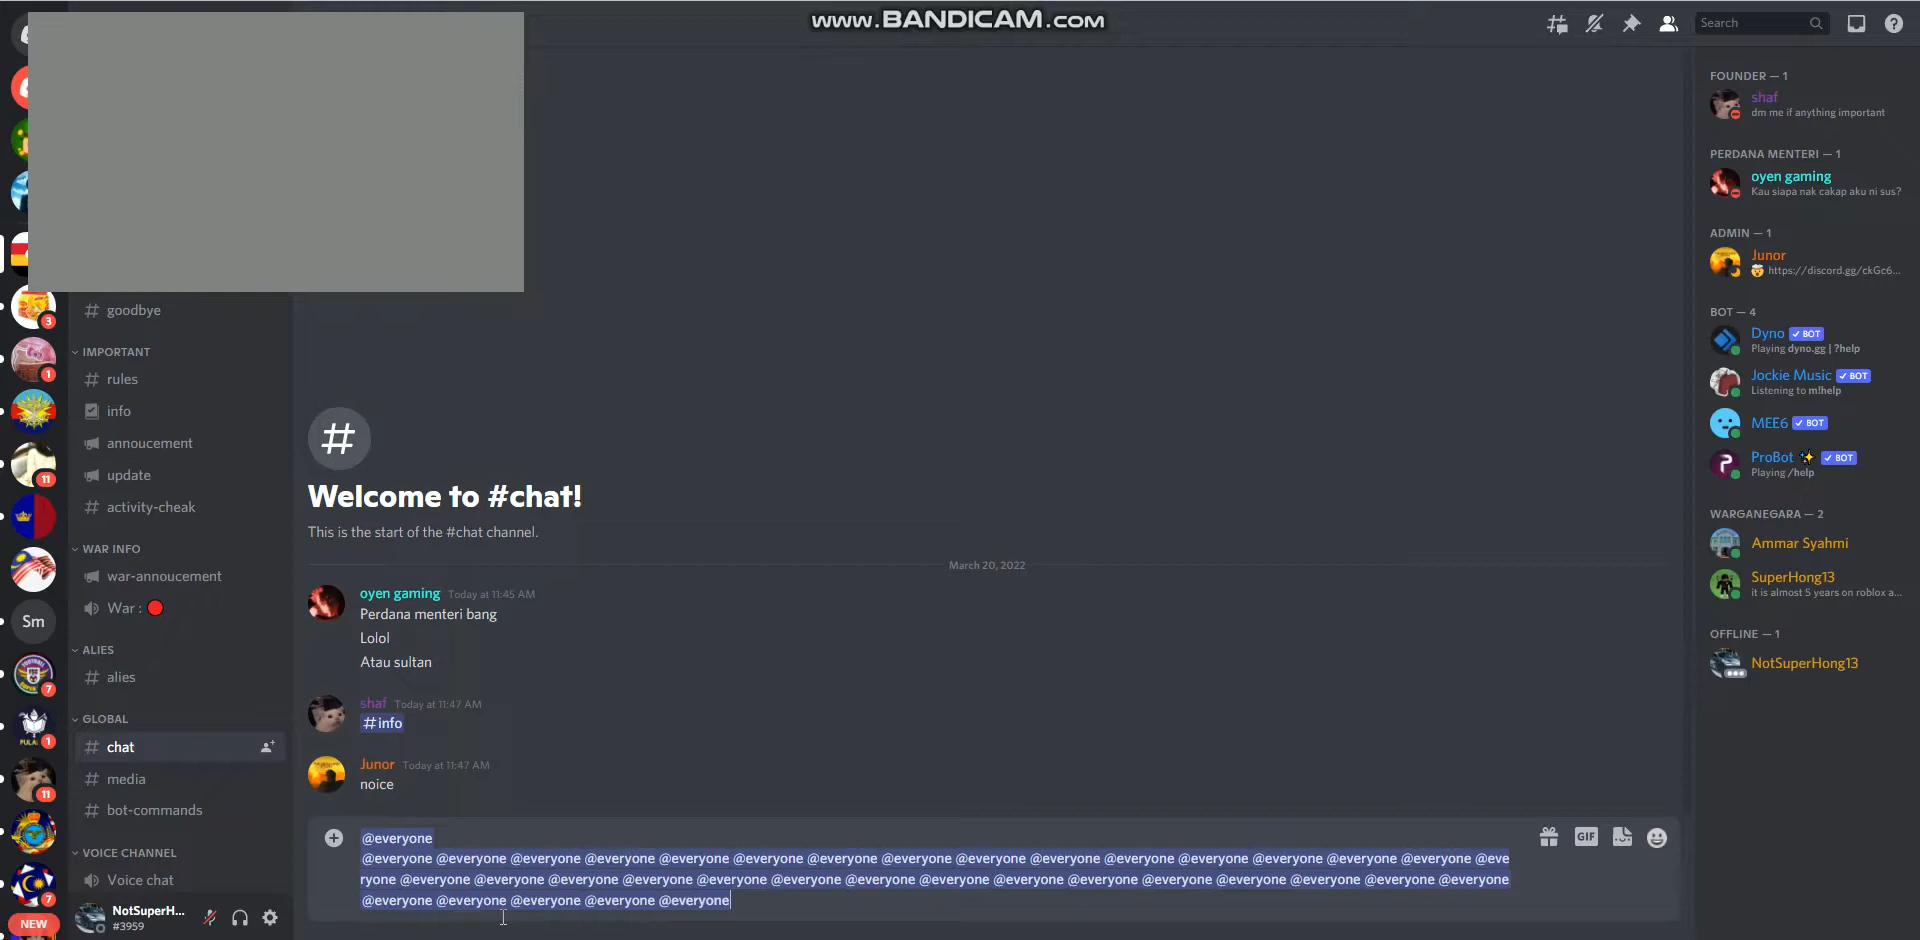 www.BANDICAM.com
Search
goodbye
IMPORTANT
rules
info
annoucement
update
activity-cheak
WAR INFO
war-annoucement
War :
ALIES
alies
GLOBAL
chat
media
bot-commands
VOICE CHANNEL
Voice chat
NotSuperH...
#3959
3
1
11
Sm
7
PULAU
1
11
7
NEW
#
Welcome to #chat!
This is the start of the #chat channel.
March 20, 2022
oyen gaming Today at 11:45 AM
Perdana menteri bang
Lolol
Atau sultan
shaf Today at 11:47 AM
#info
Junor Today at 11:47 AM
noice
@everyone
@everyone @everyone @everyone @everyone @everyone @everyone @everyone @everyone @everyone @everyone @everyone @everyone @everyone @everyone @everyone @eve
ryone @everyone @everyone @everyone @everyone @everyone @everyone @everyone @everyone @everyone @everyone @everyone @everyone @everyone @everyone @everyone
@everyone @everyone @everyone @everyone @everyone
GIF
FOUNDER — 1
shaf
dm me if anything important
PERDANA MENTERI — 1
oyen gaming
Kau siapa nak cakap aku ni sus?
ADMIN — 1
Junor
🤯 https://discord.gg/ckGc6...
BOT — 4
Dyno ✓ BOT
Playing dyno.gg | ?help
Jockie Music ✓ BOT
Listening to m!help
MEE6 ✓ BOT
ProBot ✨ ✓ BOT
Playing /help
WARGANEGARA — 2
Ammar Syahmi
SuperHong13
it is almost 5 years on roblox a...
OFFLINE — 1
NotSuperHong13